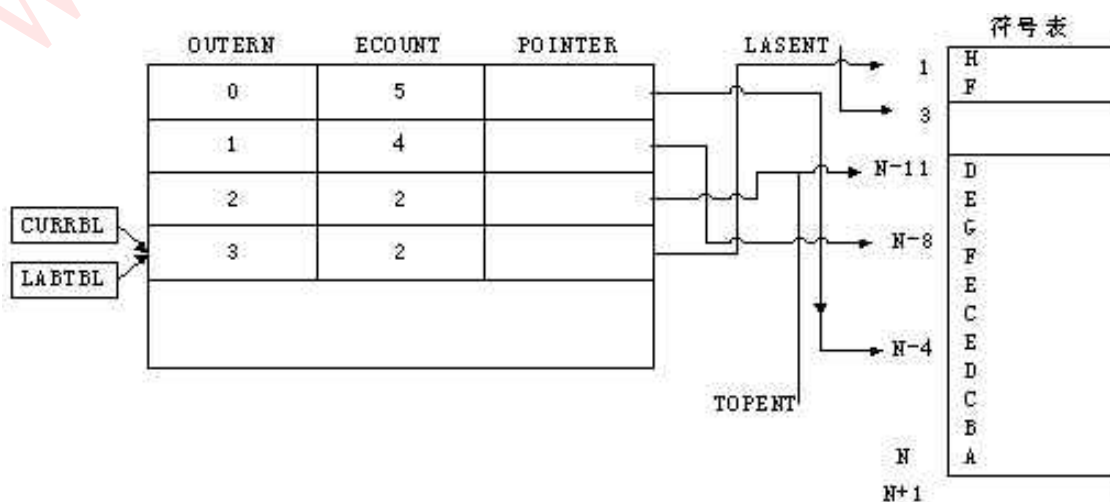 符号表
OUTERN ECOUNT POINTER LASENT
0 5
1 4
2 2
3 2
CURRBL
LABTBL
TOPENT
1 H
F
3
N-11 D
E
G
N-8 F
E
C
N-4 E
D
C
B
N A
N+1